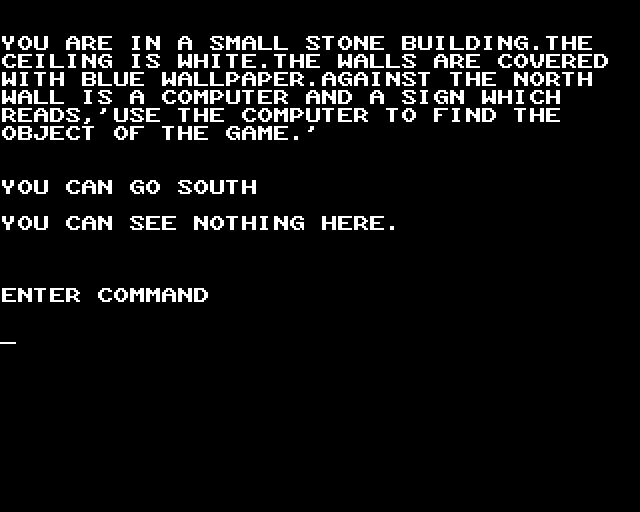 YOU ARE IN A SMALL STONE BUILDING.THE
CEILING IS WHITE.THE WALLS ARE COVERED
WITH BLUE WALLPAPER.AGAINST THE NORTH
WALL IS A COMPUTER AND A SIGN WHICH
READS,'USE THE COMPUTER TO FIND THE
OBJECT OF THE GAME.'
YOU CAN GO SOUTH
YOU CAN SEE NOTHING HERE.
ENTER COMMAND
_